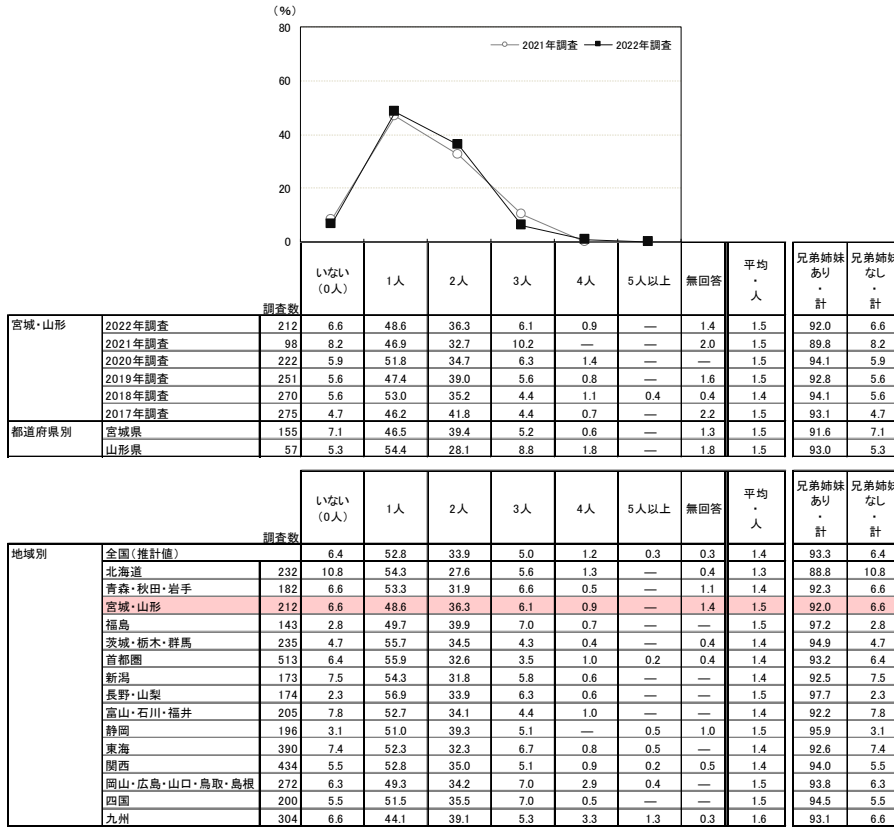 (%)
80
60
40
20
0
2021年調査 2022年調査
調査数 いない(0人) 1人 2人 3人 4人 5人以上 無回答 平均・人 兄弟姉妹あり・計 兄弟姉妹なし・計
宮城・山形 2022年調査 212 6.6 48.6 36.3 6.1 0.9 — 1.4 1.5 92.0 6.6
2021年調査 98 8.2 46.9 32.7 10.2 — — 2.0 1.5 89.8 8.2
2020年調査 222 5.9 51.8 34.7 6.3 1.4 — — 1.5 94.1 5.9
2019年調査 251 5.6 47.4 39.0 5.6 0.8 — 1.6 1.5 92.8 5.6
2018年調査 270 5.6 53.0 35.2 4.4 1.1 0.4 0.4 1.4 94.1 5.6
2017年調査 275 4.7 46.2 41.8 4.4 0.7 — 2.2 1.5 93.1 4.7
都道府県別 宮城県 155 7.1 46.5 39.4 5.2 0.6 — 1.3 1.5 91.6 7.1
山形県 57 5.3 54.4 28.1 8.8 1.8 — 1.8 1.5 93.0 5.3
調査数 いない(0人) 1人 2人 3人 4人 5人以上 無回答 平均・人 兄弟姉妹あり・計 兄弟姉妹なし・計
地域別 全国(推計値) 6.4 52.8 33.9 5.0 1.2 0.3 0.3 1.4 93.3 6.4
北海道 232 10.8 54.3 27.6 5.6 1.3 — 0.4 1.3 88.8 10.8
青森・秋田・岩手 182 6.6 53.3 31.9 6.6 0.5 — 1.1 1.4 92.3 6.6
宮城・山形 212 6.6 48.6 36.3 6.1 0.9 — 1.4 1.5 92.0 6.6
福島 143 2.8 49.7 39.9 7.0 0.7 — — 1.5 97.2 2.8
茨城・栃木・群馬 235 4.7 55.7 34.5 4.3 0.4 — 0.4 1.4 94.9 4.7
首都圏 513 6.4 55.9 32.6 3.5 1.0 0.2 0.4 1.4 93.2 6.4
新潟 173 7.5 54.3 31.8 5.8 0.6 — — 1.4 92.5 7.5
長野・山梨 174 2.3 56.9 33.9 6.3 0.6 — — 1.5 97.7 2.3
富山・石川・福井 205 7.8 52.7 34.1 4.4 1.0 — — 1.4 92.2 7.8
静岡 196 3.1 51.0 39.3 5.1 — 0.5 1.0 1.5 95.9 3.1
東海 390 7.4 52.3 32.3 6.7 0.8 0.5 — 1.4 92.6 7.4
関西 434 5.5 52.8 35.0 5.1 0.9 0.2 0.5 1.4 94.0 5.5
岡山・広島・山口・鳥取・島根 272 6.3 49.3 34.2 7.0 2.9 0.4 — 1.5 93.8 6.3
四国 200 5.5 51.5 35.5 7.0 0.5 — — 1.5 94.5 5.5
九州 304 6.6 44.1 39.1 5.3 3.3 1.3 0.3 1.6 93.1 6.6